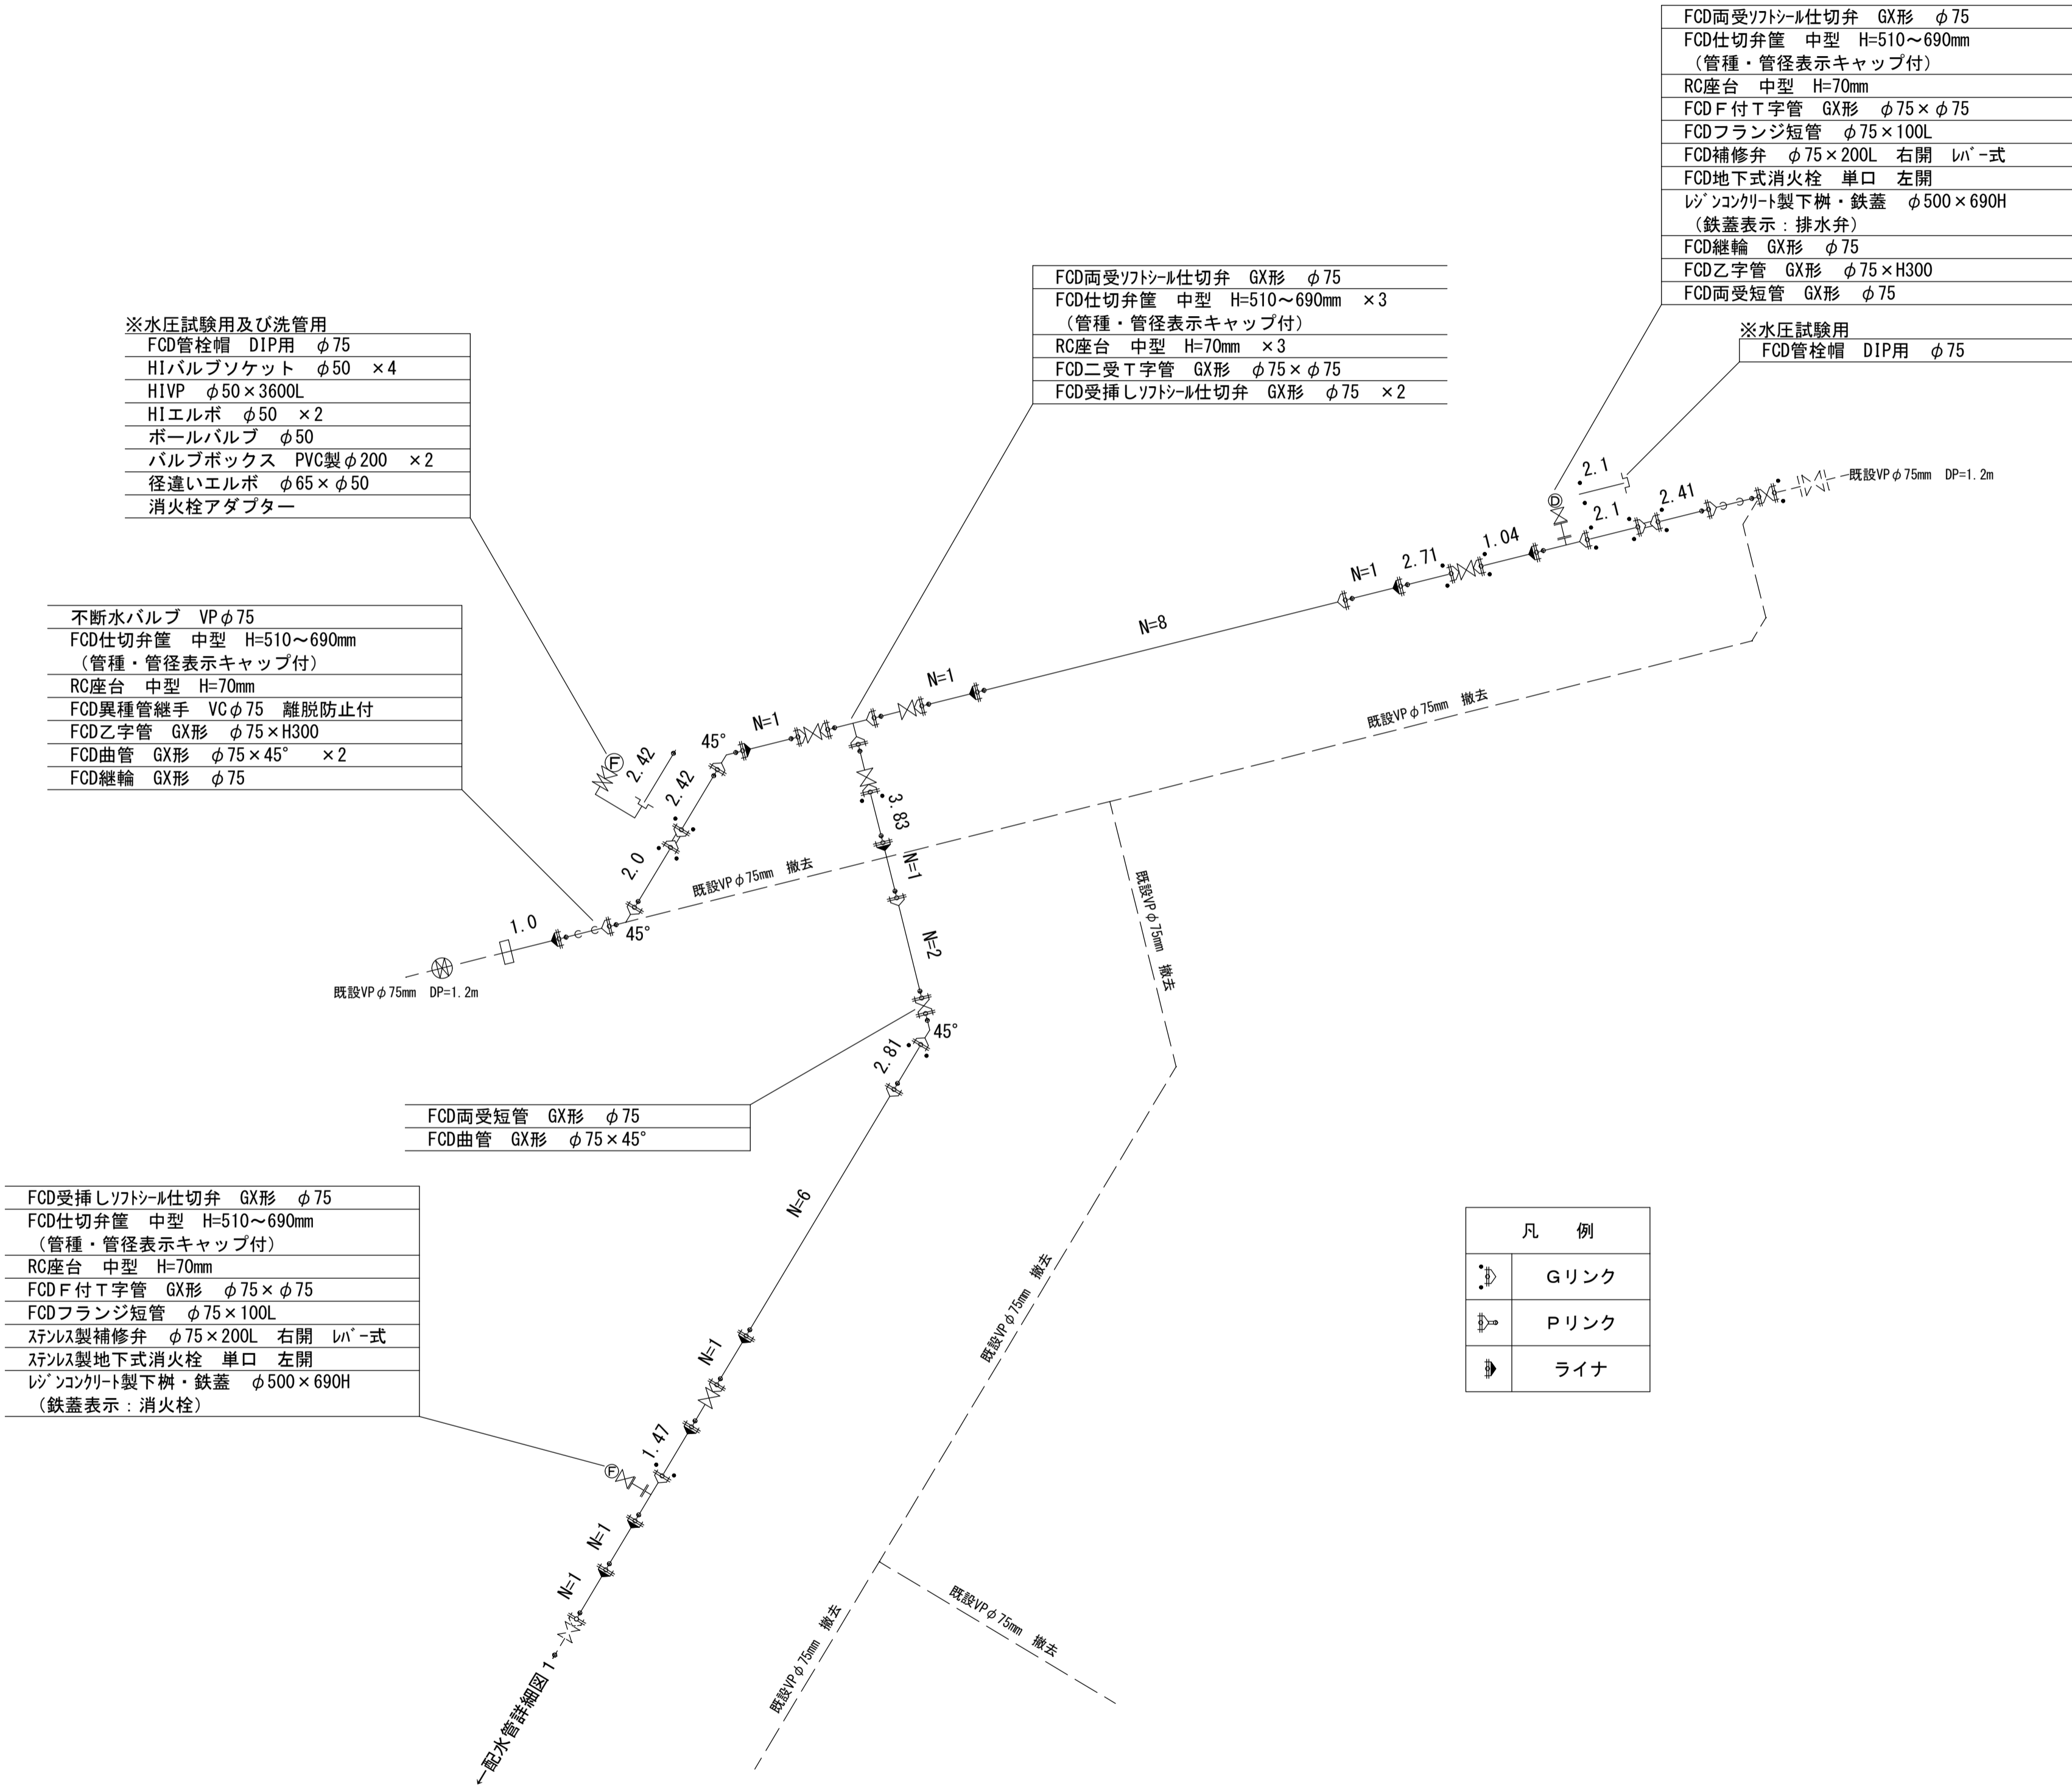 FCD両受ソフトシール仕切弁 GX形 φ75
FCD仕切弁筐 中型 H=510～690mm
（管種・管径表示キャップ付）
RC座台 中型 H=70mm
FCDＦ付Ｔ字管 GX形 φ75×φ75
FCDフランジ短管 φ75×100L
FCD補修弁 φ75×200L 右開 レバー式
FCD地下式消火栓 単口 左開
レジンコンクリート製下桝・鉄蓋 φ500×690H
（鉄蓋表示：排水弁）
FCD継輪 GX形 φ75
FCD乙字管 GX形 φ75×H300
FCD両受短管 GX形 φ75
※水圧試験用
FCD管栓帽 DIP用 φ75
FCD両受ソフトシール仕切弁 GX形 φ75
FCD仕切弁筐 中型 H=510～690mm ×3
（管種・管径表示キャップ付）
RC座台 中型 H=70mm ×3
FCD二受Ｔ字管 GX形 φ75×φ75
FCD受挿しソフトシール仕切弁 GX形 φ75 ×2
※水圧試験用及び洗管用
FCD管栓帽 DIP用 φ75
HIバルブソケット φ50 ×4
HIVP φ50×3600L
HIエルボ φ50 ×2
ボールバルブ φ50
バルブボックス PVC製φ200 ×2
径違いエルボ φ65×φ50
消火栓アダプター
不断水バルブ VPφ75
FCD仕切弁筐 中型 H=510～690mm
（管種・管径表示キャップ付）
RC座台 中型 H=70mm
FCD異種管継手 VCφ75 離脱防止付
FCD乙字管 GX形 φ75×H300
FCD曲管 GX形 φ75×45° ×2
FCD継輪 GX形 φ75
2.1
D
既設VPφ75mm DP=1.2m
2.41
2.1
1.04
2.71
N=1
N=8
N=1
N=1
45°
F
2.42
2.42
2.0
45°
1.0
既設VPφ75mm DP=1.2m
既設VPφ75mm 撤去
既設VPφ75mm 撤去
既設VPφ75mm 撤去
3.83
N=1
N=2
45°
2.81
FCD両受短管 GX形 φ75
FCD曲管 GX形 φ75×45°
N=6
N=1
1.47
F
N=1
N=1
FCD受挿しソフトシール仕切弁 GX形 φ75
FCD仕切弁筐 中型 H=510～690mm
（管種・管径表示キャップ付）
RC座台 中型 H=70mm
FCDＦ付Ｔ字管 GX形 φ75×φ75
FCDフランジ短管 φ75×100L
ステンレス製補修弁 φ75×200L 右開 レバー式
ステンレス製地下式消火栓 単口 左開
レジンコンクリート製下桝・鉄蓋 φ500×690H
（鉄蓋表示：消火栓）
既設VPφ75mm 撤去
既設VPφ75mm 撤去
既設VPφ75mm 撤去
←配水管詳細図1
凡 例
Ｇリンク
Ｐリンク
ライナ